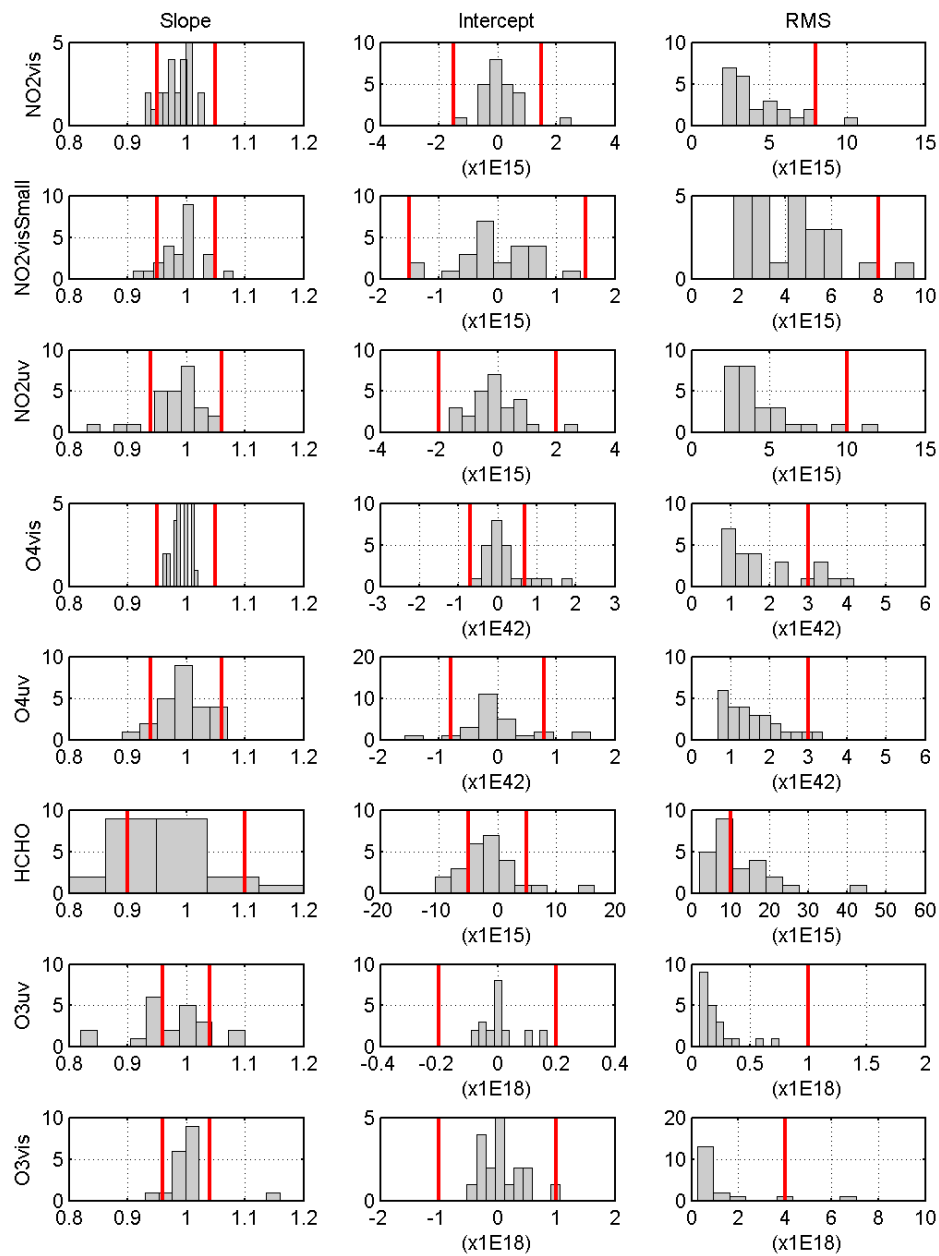 Slope Intercept RMS
NO2vis
5
0
0.8 0.9 1 1.1 1.2
10
5
0
-4 -2 0 2 4
(x1E15)
10
5
0
0 5 10 15
(x1E15)
NO2visSmall
10
5
0
0.8 0.9 1 1.1 1.2
10
5
0
-2 -1 0 1 2
(x1E15)
5
0
0 2 4 6 8 10
(x1E15)
NO2uv
10
5
0
0.8 0.9 1 1.1 1.2
10
5
0
-4 -2 0 2 4
(x1E15)
10
5
0
0 5 10 15
(x1E15)
O4vis
5
0
0.8 0.9 1 1.1 1.2
10
5
0
-3 -2 -1 0 1 2 3
(x1E42)
10
5
0
0 1 2 3 4 5 6
(x1E42)
O4uv
10
5
0
0.8 0.9 1 1.1 1.2
20
10
0
-2 -1 0 1 2
(x1E42)
10
5
0
0 1 2 3 4 5 6
(x1E42)
HCHO
10
5
0
0.8 0.9 1 1.1 1.2
10
5
0
-20 -10 0 10 20
(x1E15)
10
5
0
0 10 20 30 40 50 60
(x1E15)
O3uv
10
5
0
0.8 0.9 1 1.1 1.2
10
5
0
-0.4 -0.2 0 0.2 0.4
(x1E18)
10
5
0
0 0.5 1 1.5 2
(x1E18)
O3vis
10
5
0
0.8 0.9 1 1.1 1.2
5
0
-2 -1 0 1 2
(x1E18)
20
10
0
0 2 4 6 8 10
(x1E18)